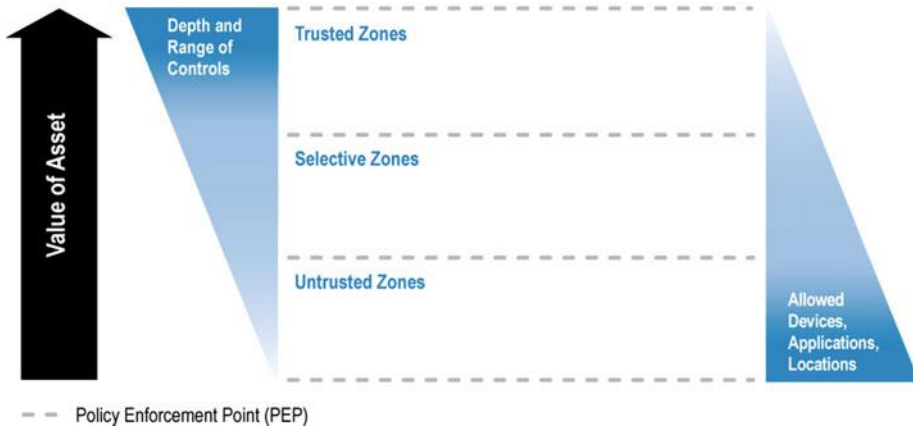 Value of Asset
Depth and
Range of
Controls
Trusted Zones
Selective Zones
Untrusted Zones
Allowed
Devices,
Applications,
Locations
Policy Enforcement Point (PEP)